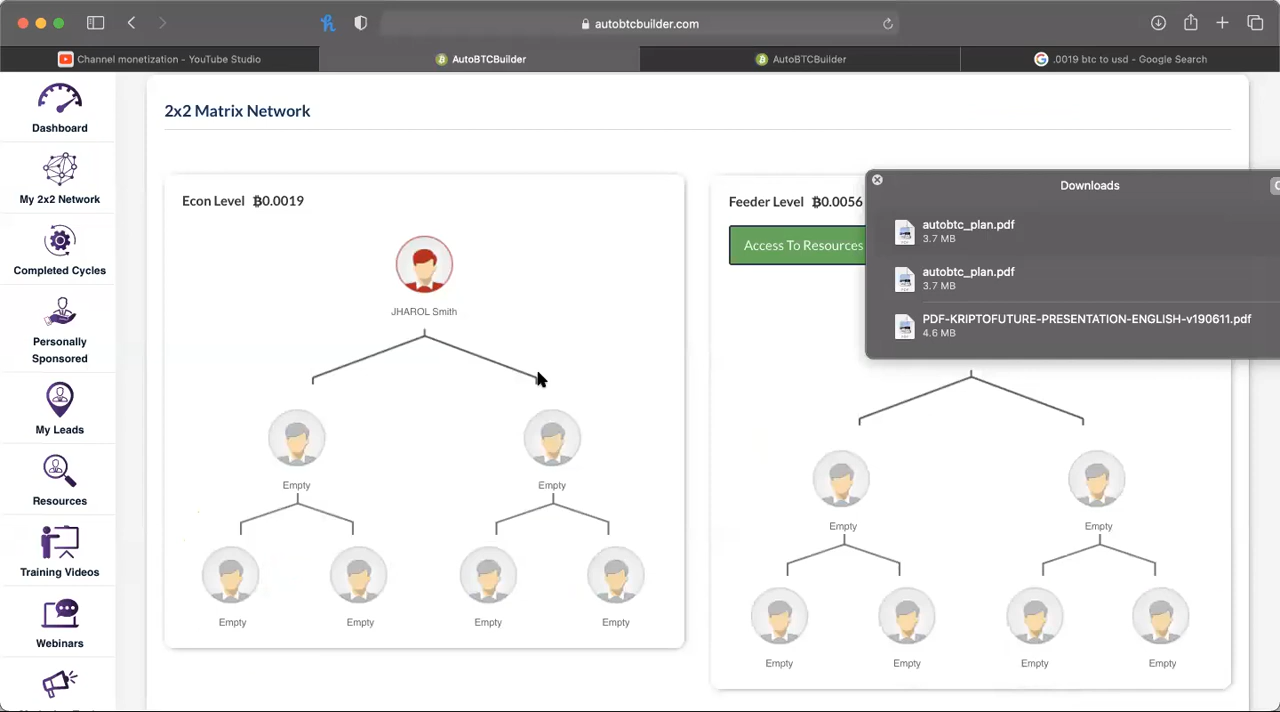 autobtcbuilder.com
Channel monetization - YouTube Studio
AutoBTCBuilder
AutoBTCBuilder
.0019 btc to usd - Google Search
Dashboard
My 2x2 Network
Completed Cycles
Personally
Sponsored
My Leads
Resources
Training Videos
Webinars
2x2 Matrix Network
Econ Level ₿0.0019
JHAROL Smith
Empty
Empty
Empty
Empty
Empty
Empty
Feeder Level ₿0.0056
Access To Resources
Empty
Empty
Empty
Empty
Empty
Empty
Downloads
autobtc_plan.pdf
3.7 MB
autobtc_plan.pdf
3.7 MB
PDF-KRIPTOFUTURE-PRESENTATION-ENGLISH-v190611.pdf
4.6 MB